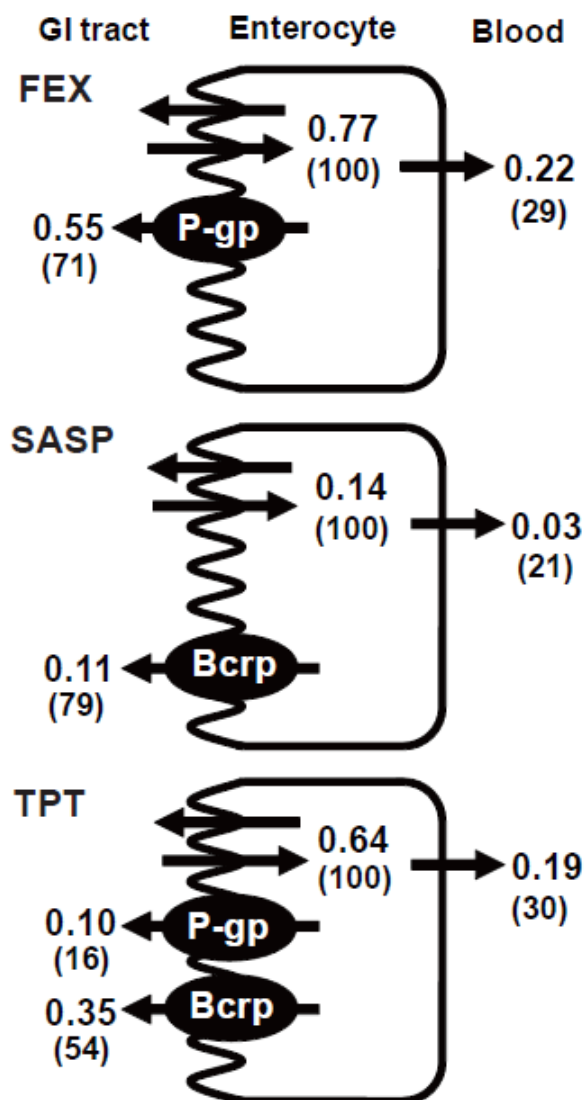 GI tract Enterocyte Blood
FEX
0.77
(100)
0.22
(29)
0.55
(71)
P-gp
SASP
0.14
(100)
0.03
(21)
0.11
(79)
Bcrp
TPT
0.64
(100)
0.19
(30)
0.10
(16)
P-gp
0.35
(54)
Bcrp